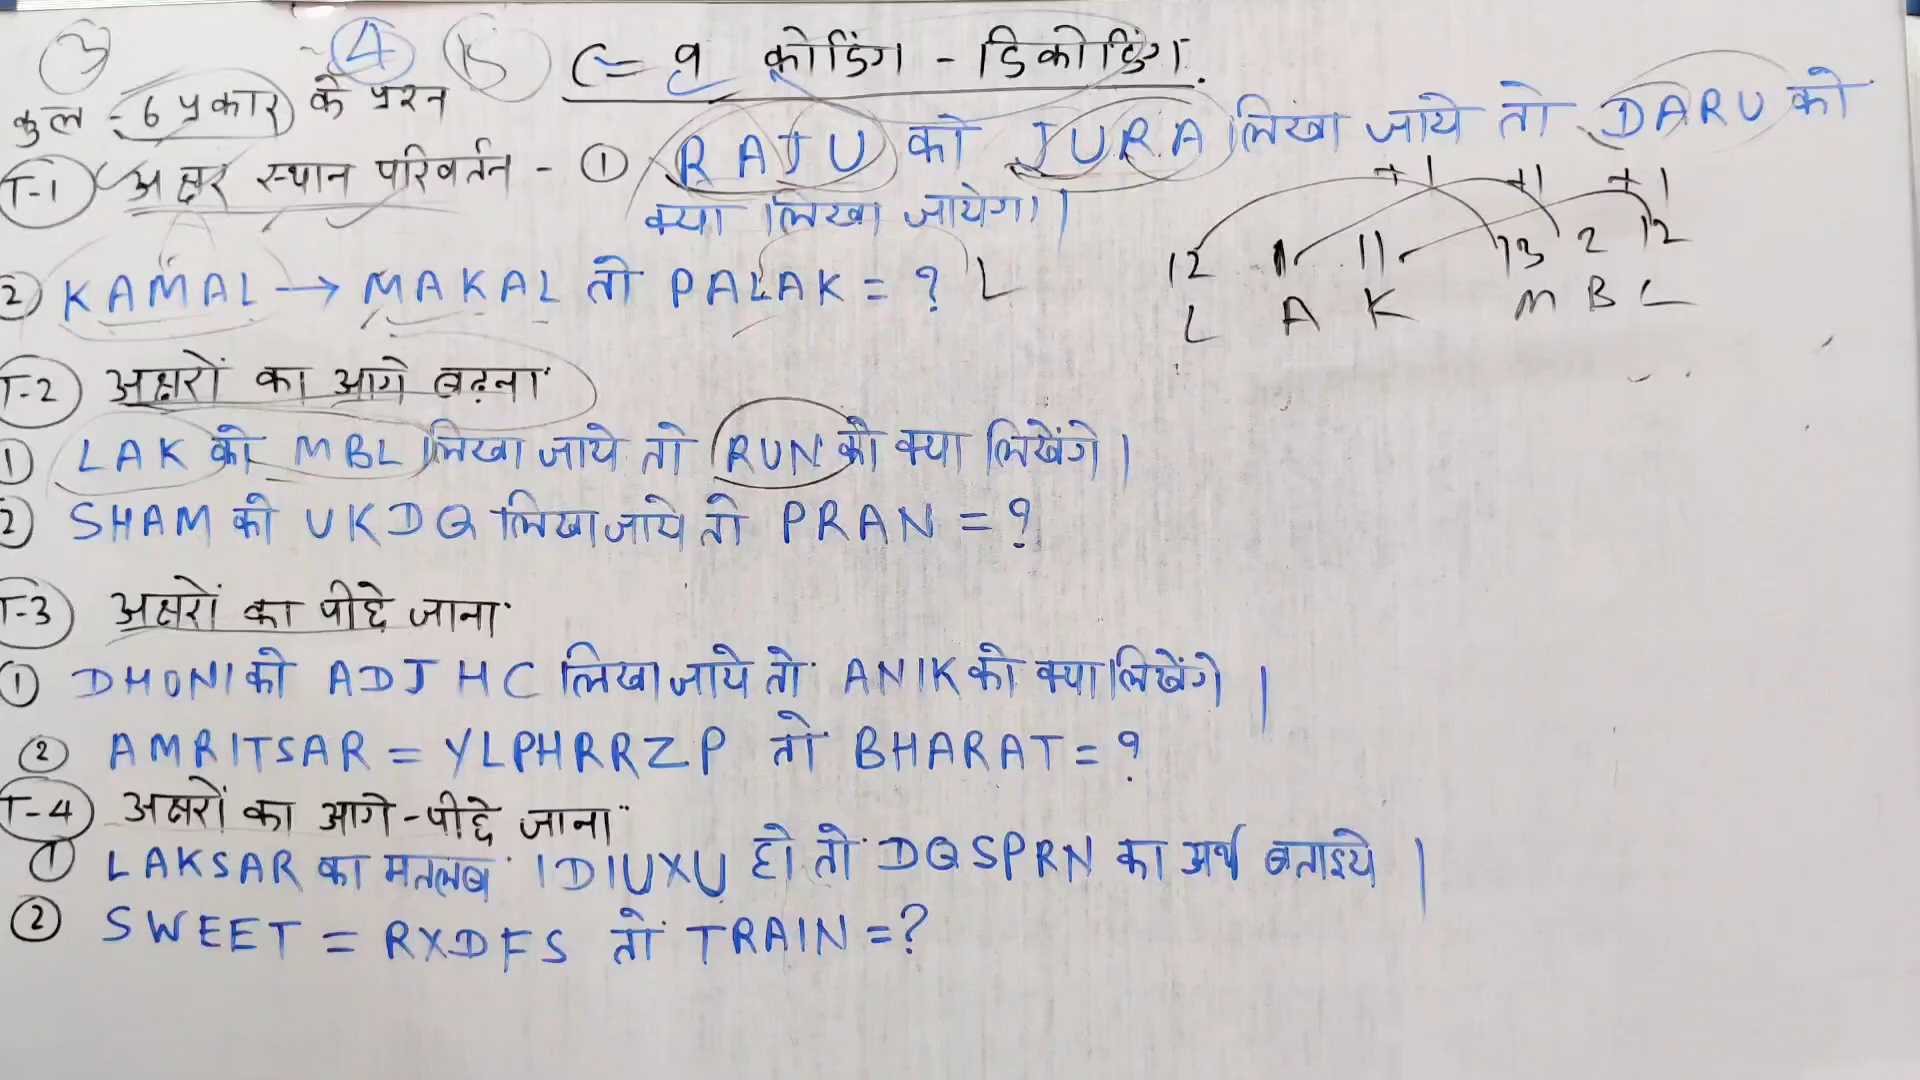 3 4 15 C = 9 कोडिंग - डिकोडिंग.
कुल - 6 प्रकार के प्रश्न
T-1 अक्षर स्थान परिवर्तन - ① RAJU को JURA लिखा जाये तो DARU को
क्या लिखा जायेगा।
+1 +1 +1
12 1 11 13 2 12
L A K M B L
2) KAMAL → MAKAL तो PALAK = ? L
T-2 अक्षरों का आगे बढ़ना:
1) LAK को MBL लिखा जाये तो RUN को क्या लिखेंगे।
2) SHAM को UKDQ लिखा जाये तो PRAN = ?
T-3 अक्षरों का पीछे जाना:
1) DHONI को ADJHC लिखा जाये तो ANIK को क्या लिखेंगे।
② AMRITSAR = YLPHRRZP तो BHARAT = ?
T-4 अक्षरों का आगे - पीछे जाना:
① LAKSAR का मतलब IDIUXU हो तो DQSPRN का अर्थ बताइये।
② SWEET = RXDFS तो TRAIN = ?